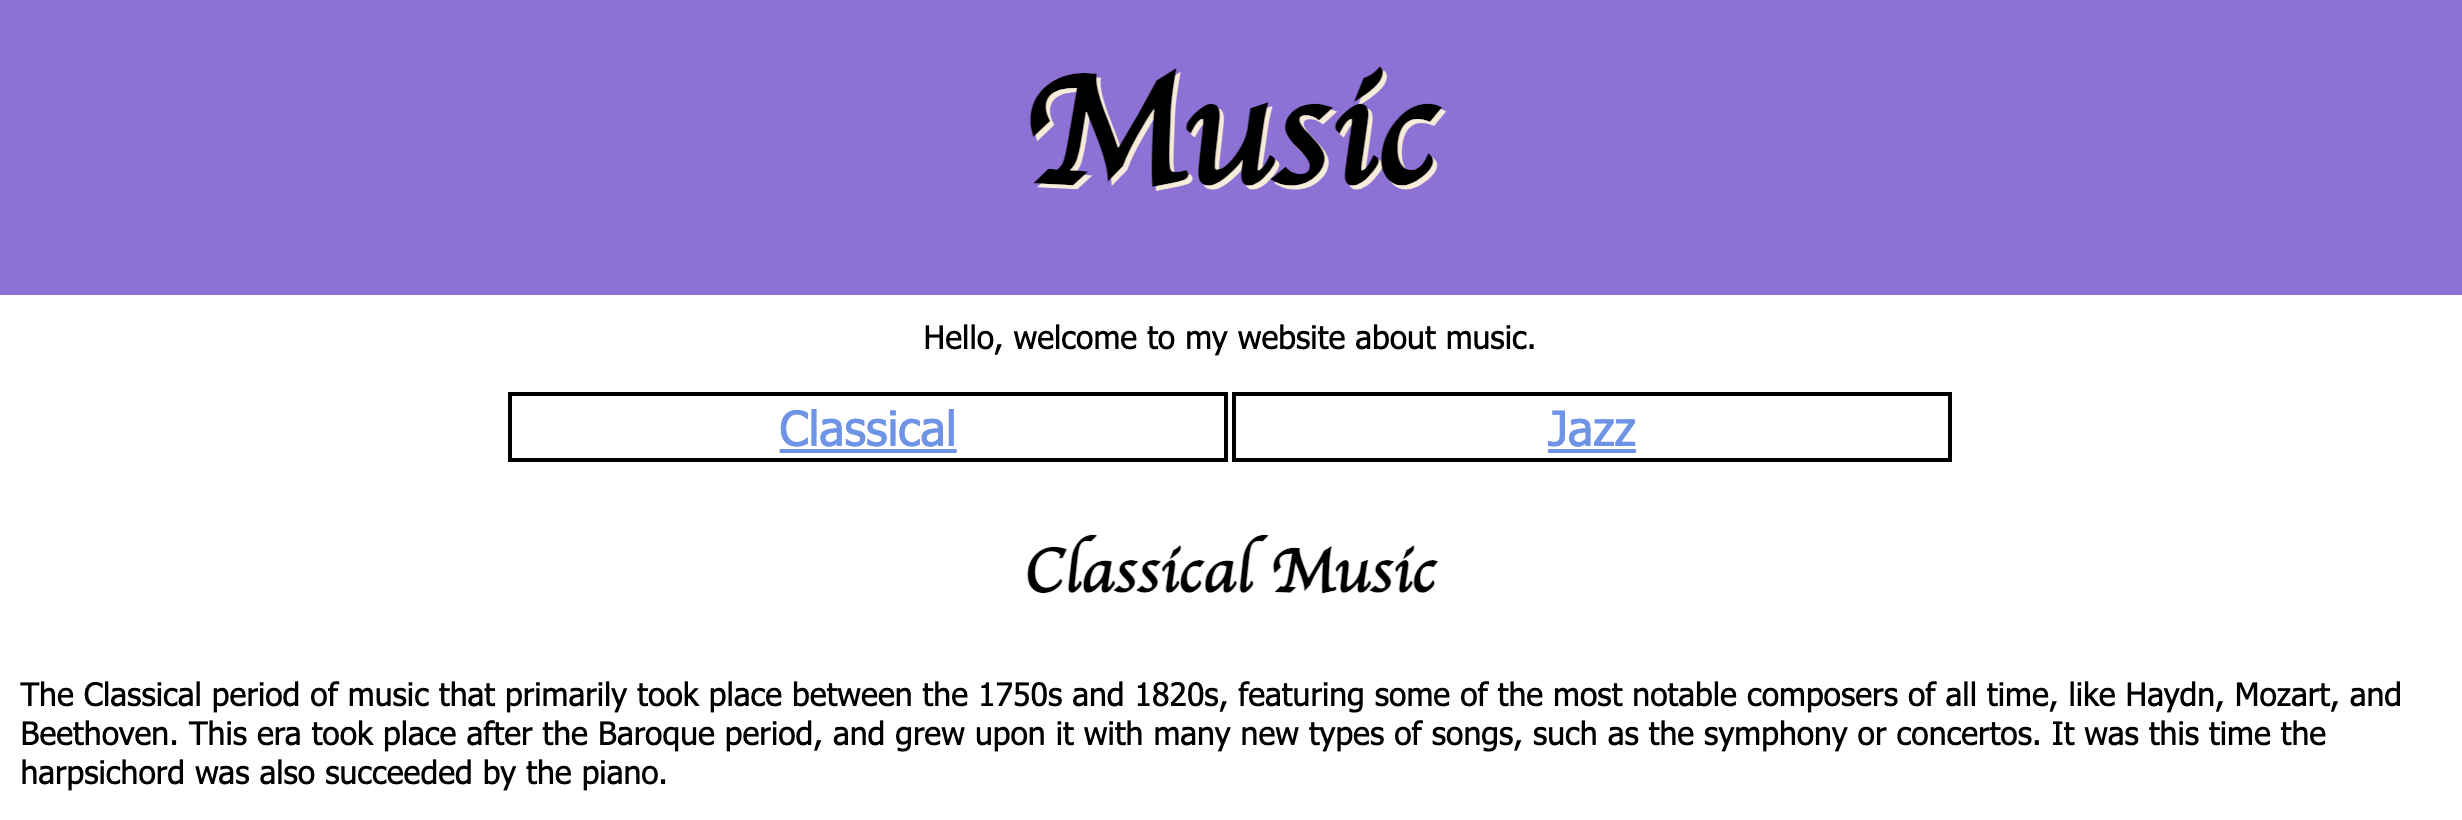 Music
Hello, welcome to my website about music.
Classical
Jazz
Classical Music
The Classical period of music that primarily took place between the 1750s and 1820s, featuring some of the most notable composers of all time, like Haydn, Mozart, and
Beethoven. This era took place after the Baroque period, and grew upon it with many new types of songs, such as the symphony or concertos. It was this time the
harpsichord was also succeeded by the piano.